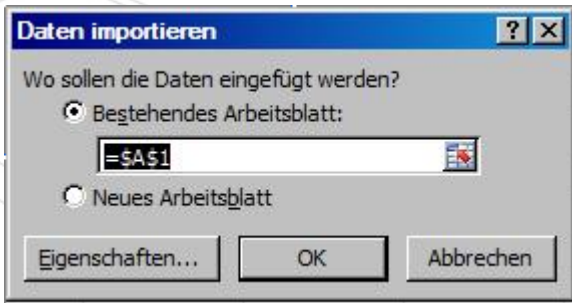 Daten importieren
Wo sollen die Daten eingefügt werden?
Bestehendes Arbeitsblatt:
=$A$1
Neues Arbeitsblatt
Eigenschaften... OK Abbrechen